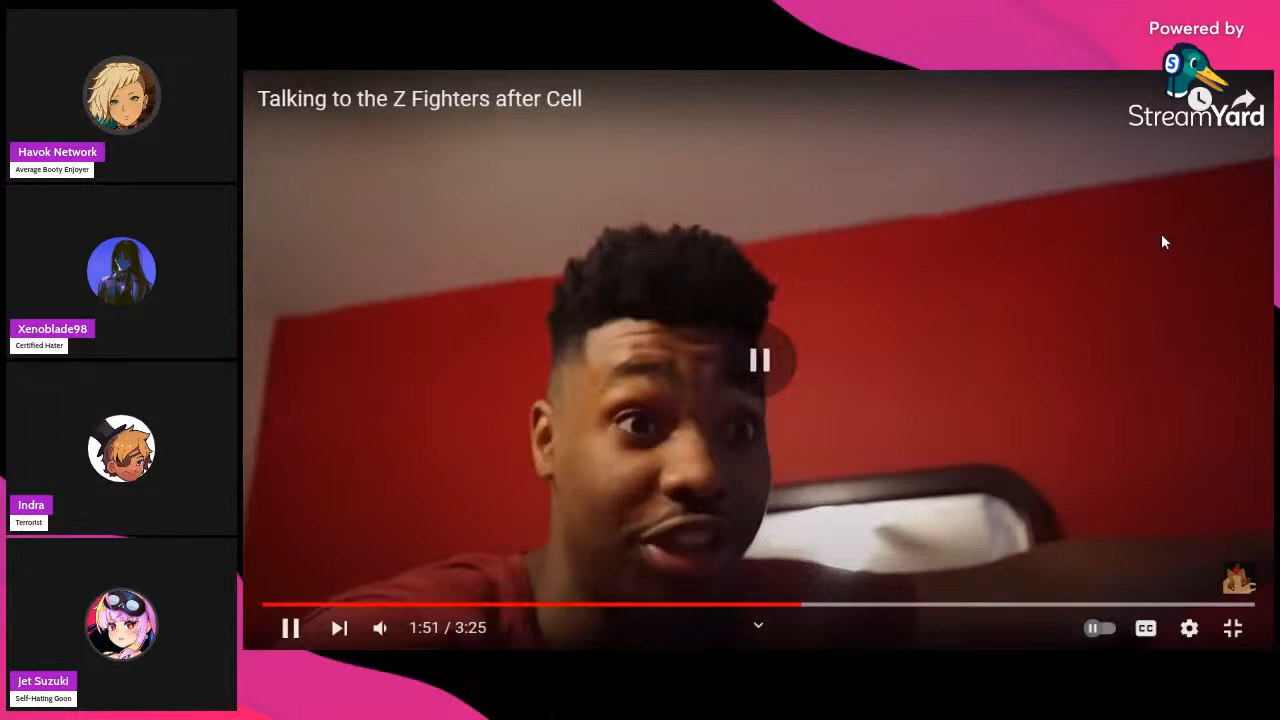 Havok Network
Average Booty Enjoyer
Xenoblade98
Certified Hater
Indra
Terrorist
Jet Suzuki
Self-Hating Goon
Talking to the Z Fighters after Cell
Powered by
S
StreamYard
1:51 / 3:25
CC